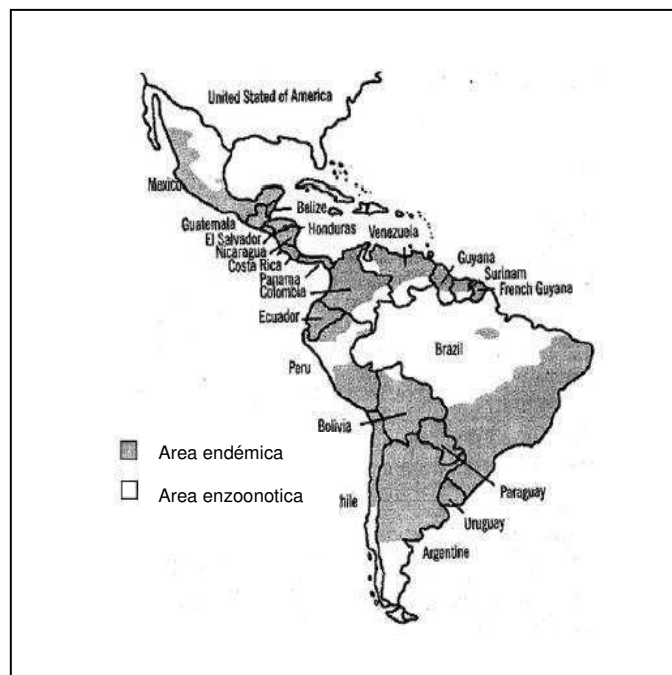 United Stated of America
Mexico
Belize
Guatemala
Honduras
El Salvador
Nicaragua
Costa Rica
Panama
Colombia
Venezuela
Guyana
Surinam
French Guyana
Ecuador
Brazil
Peru
Bolivia
Area endémica
Area enzoonotica
hile
Paraguay
Uruguay
Argentine